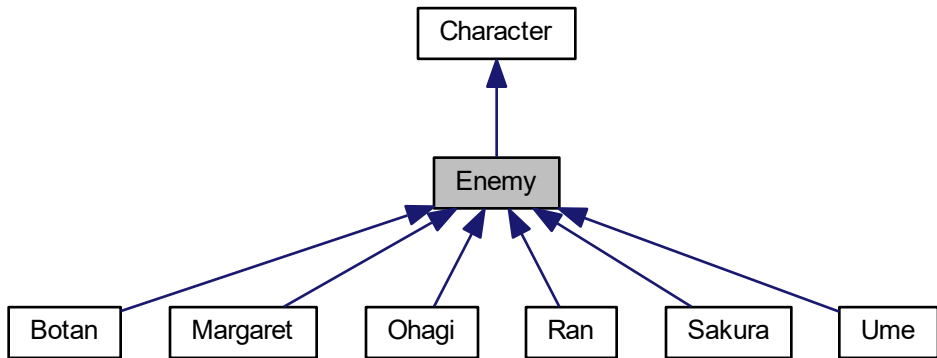 Character
Enemy
Botan
Margaret
Ohagi
Ran
Sakura
Ume